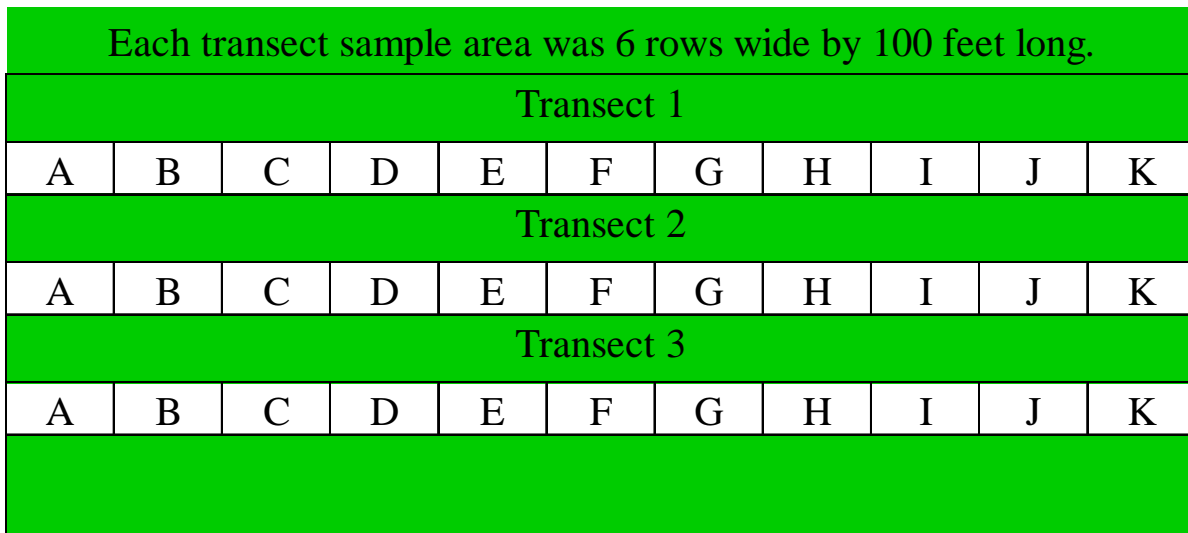 Each transect sample area was 6 rows wide by 100 feet long.
Transect 1
A B C D E F G H I J K
Transect 2
A B C D E F G H I J K
Transect 3
A B C D E F G H I J K